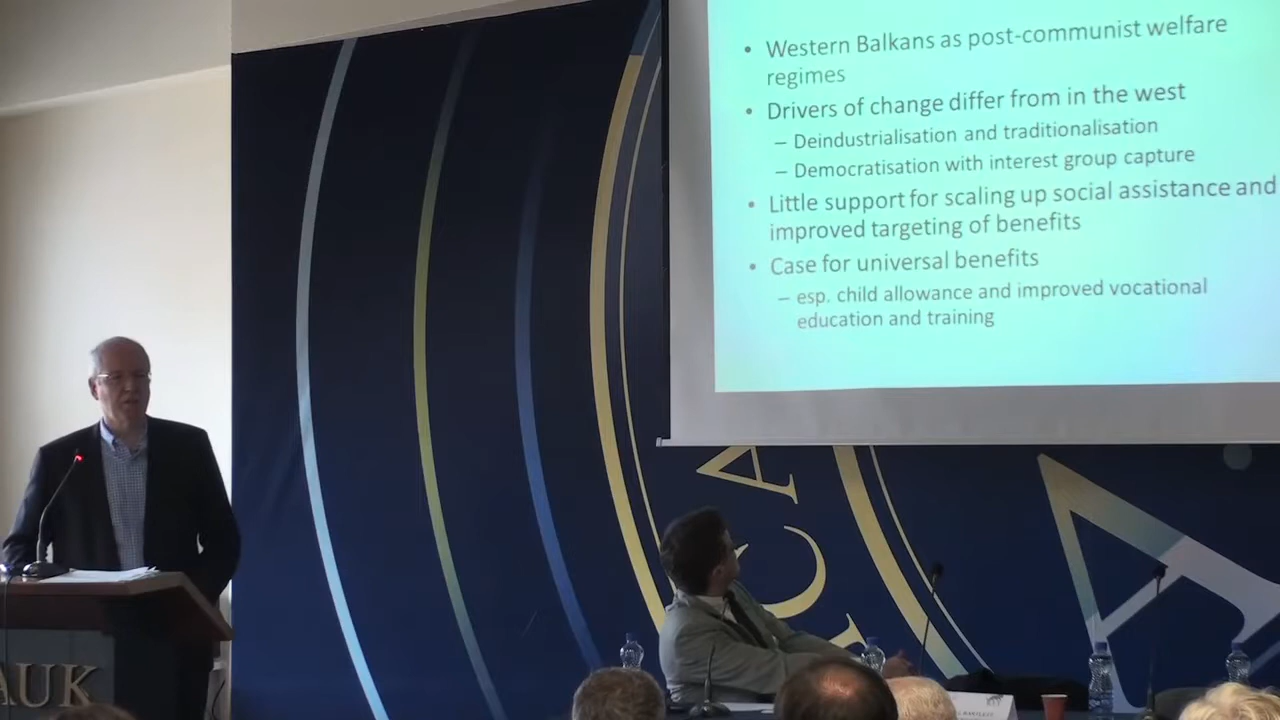 • Western Balkans as post-communist welfare
regimes
• Drivers of change differ from in the west
– Deindustrialisation and traditionalisation
– Democratisation with interest group capture
• Little support for scaling up social assistance and
improved targeting of benefits
• Case for universal benefits
– esp. child allowance and improved vocational
education and training
ICA
A
AUK
BARTLETT